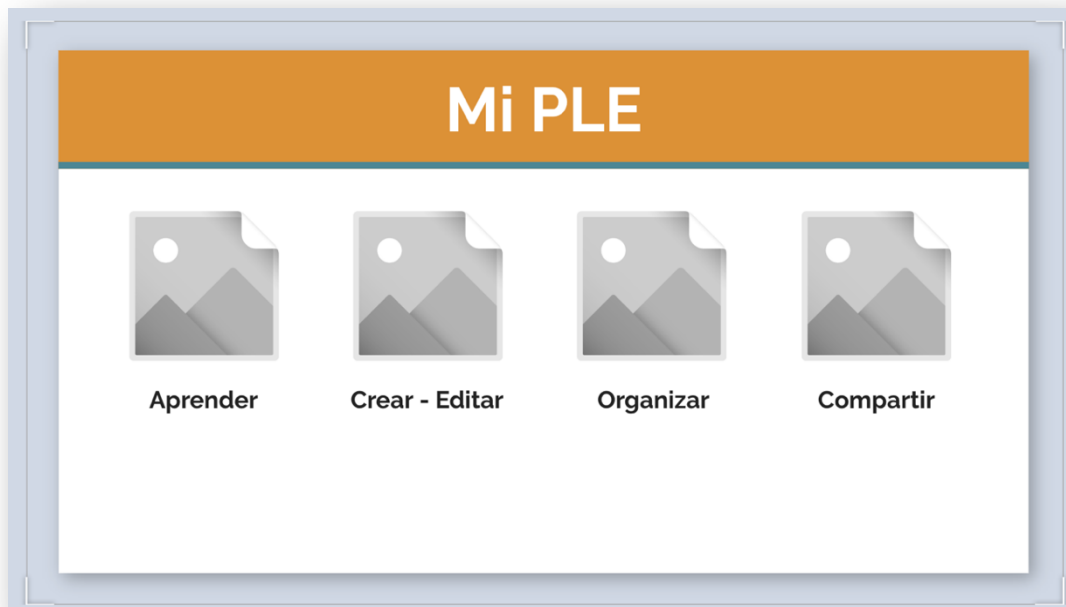 Mi PLE
Aprender
Crear - Editar
Organizar
Compartir